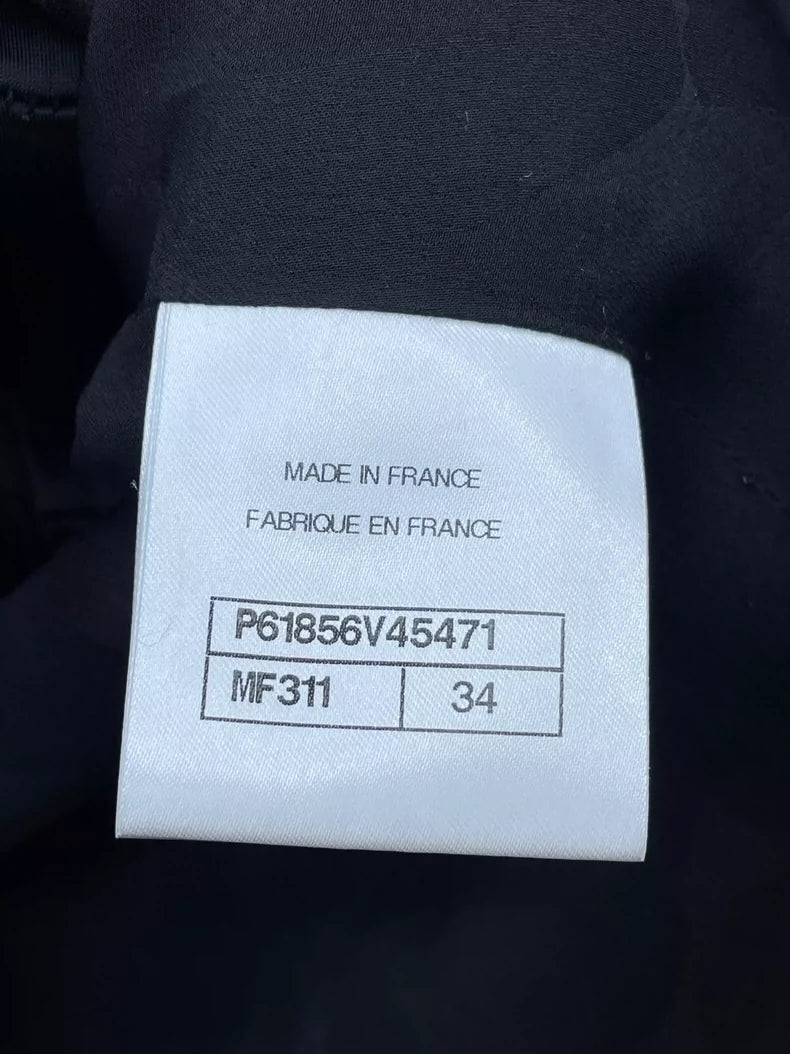 MADE IN FRANCE
FABRIQUE EN FRANCE
P61856V45471
MF311 34